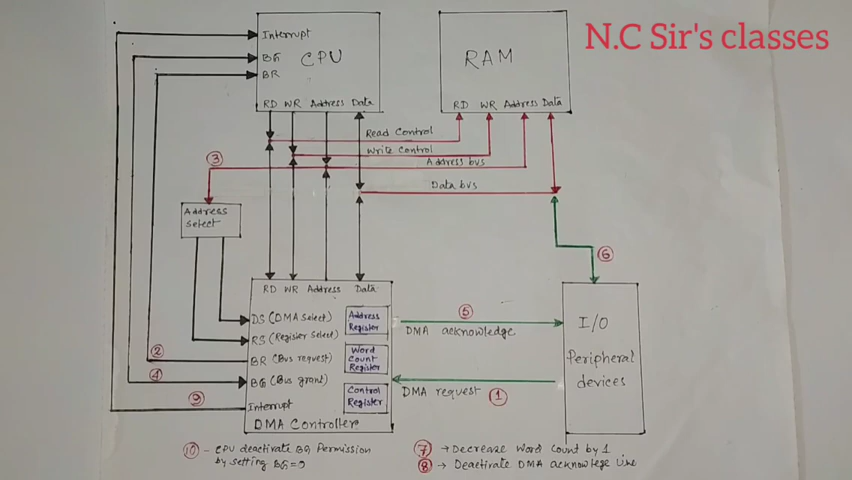 N.C Sir's classes
Interrupt
BG
BR
CPU
RD WR Address Data
RAM
RD WR Address Data
Read Control
Write Control
Address bus
Data bus
3
Address
select
6
RD WR Address Data
DS (DMA Select)
RS (Register select)
BR (Bus request)
BG (Bus grant)
Interrupt
DMA Controller
Address
Register
Word
Count
Register
Control
Register
2
4
9
5
DMA acknowledge
DMA request 1
I/O
Peripheral
devices
10 - CPU deactivate BG Permission
by setting BG=0
7 → Decrease Word Count by 1
8 → Deactivate DMA acknowlege line